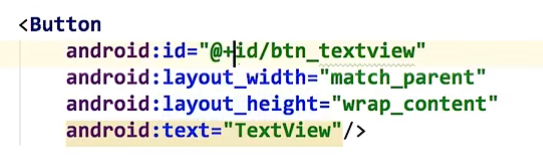 <Button
android:id="@+id/btn_textview"
android:layout_width="match_parent"
android:layout_height="wrap_content"
android:text="TextView"/>